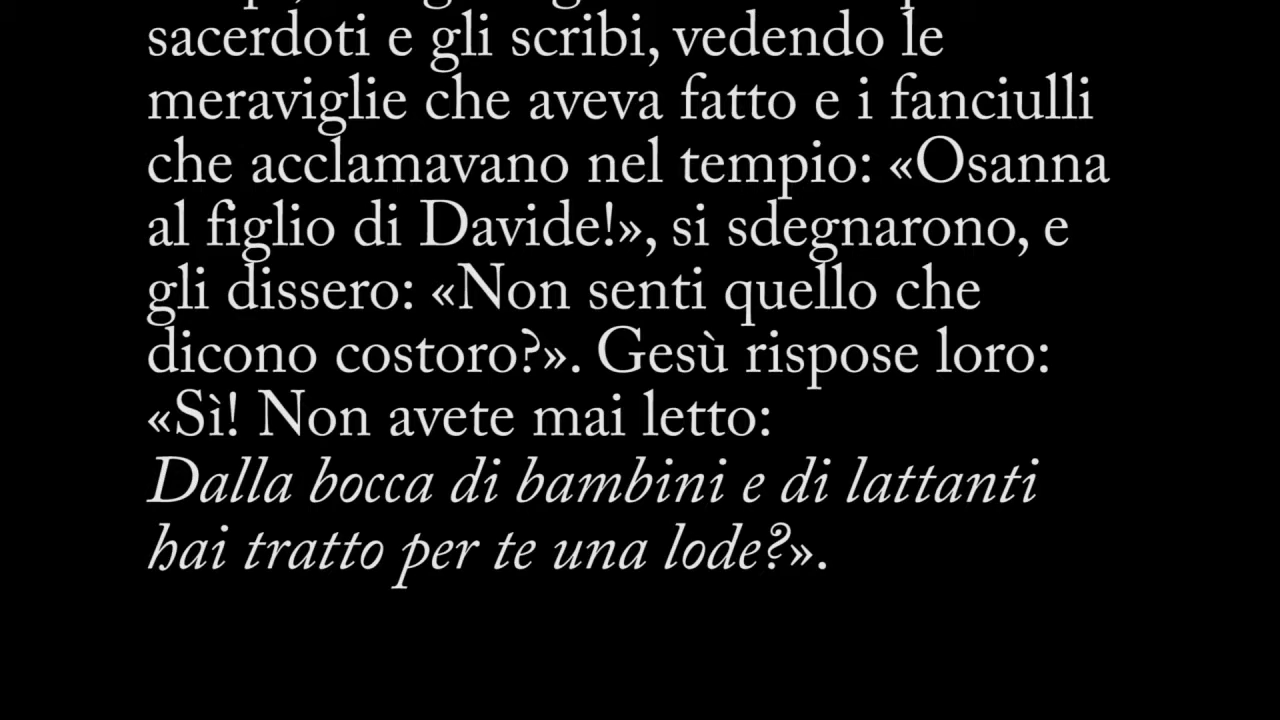 sacerdoti e gli scribi, vedendo le
meraviglie che aveva fatto e i fanciulli
che acclamavano nel tempio: «Osanna
al figlio di Davide!», si sdegnarono, e
gli dissero: «Non senti quello che
dicono costoro?». Gesù rispose loro:
«Sì! Non avete mai letto:
Dalla bocca di bambini e di lattanti
hai tratto per te una lode?».